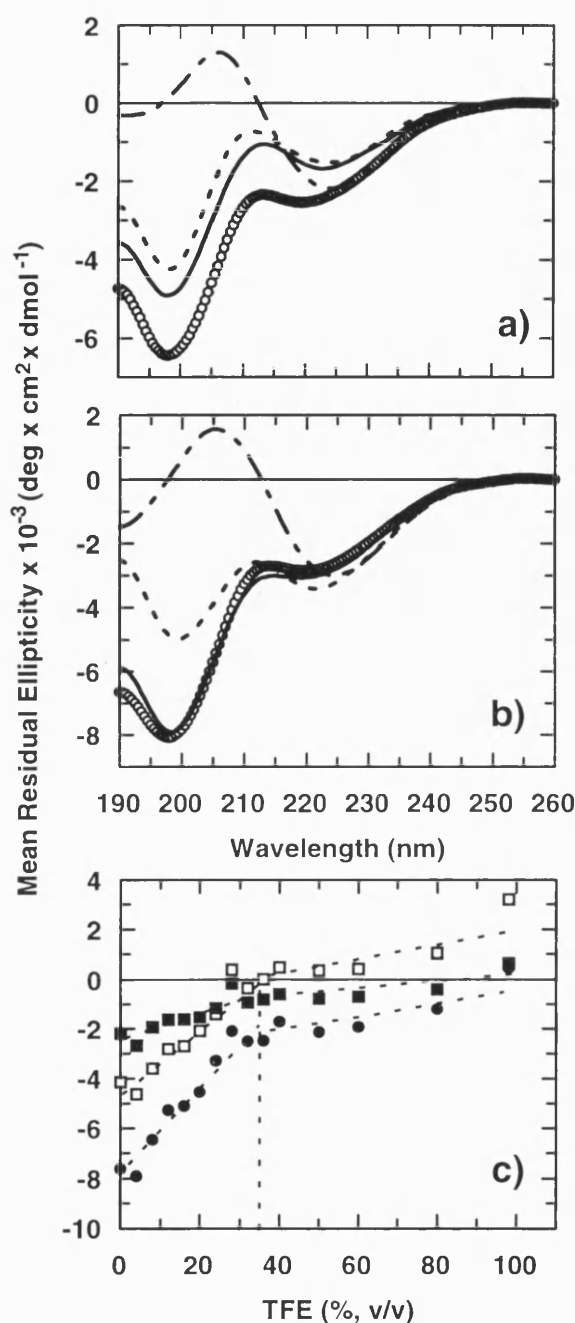 2
0
-2
-4
-6
a)
2
0
-2
-4
-6
-8
b)
190 200 210 220 230 240 250 260
Wavelength (nm)
Mean Residual Ellipticity x 10⁻³ (deg x cm² x dmol⁻¹)
4
2
0
-2
-4
-6
-8
-10
c)
0 20 40 60 80 100
TFE (%, v/v)